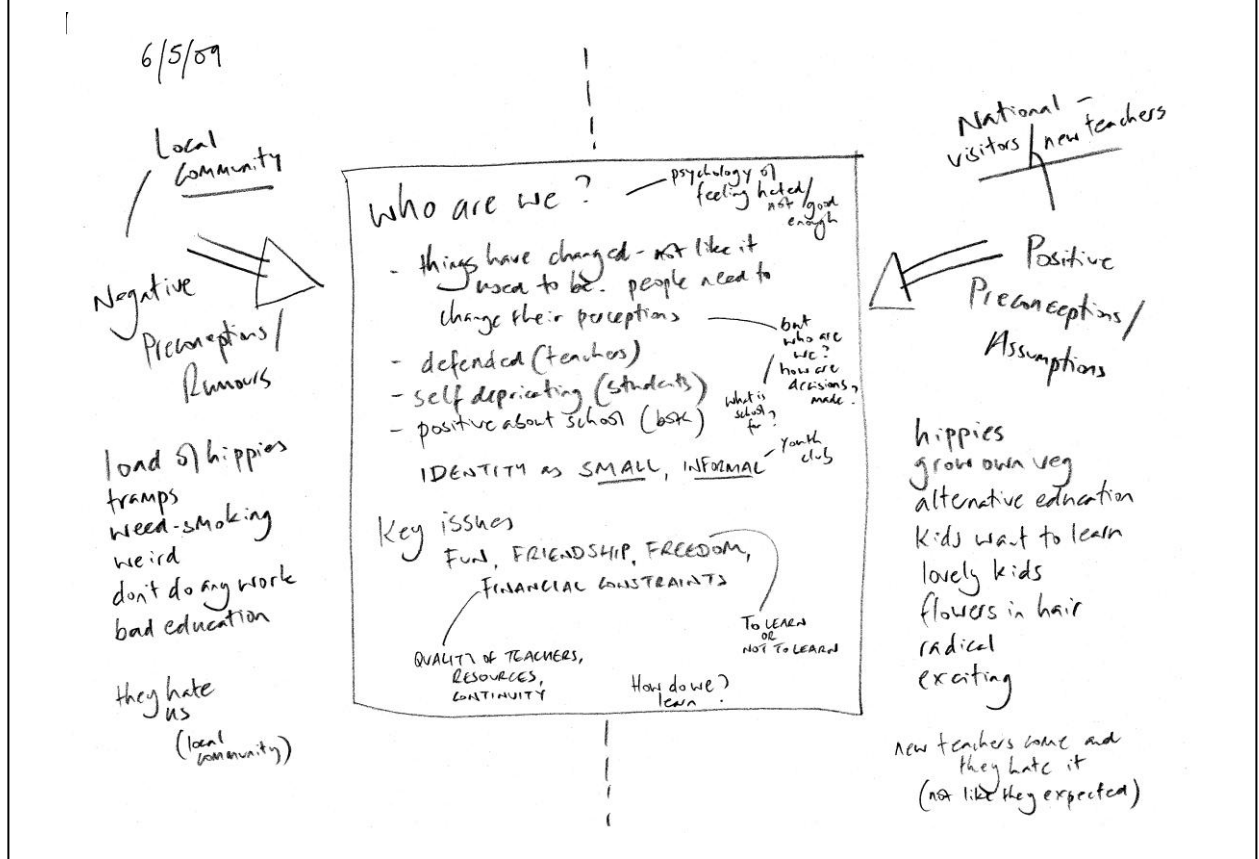 6/5/09
Local
Community
Negative
Preconceptions/
Rumours
load of hippies
tramps
weed-smoking
weird
don't do any work
bad education
they hate
us
(local
community)
who are we?
psychology of
feeling hated/
not good
enough
- things have changed - not like it
used to be. people need to
change their perceptions
but
who are
we?
how are
decisions
made?
- defended (teachers)
- self depricating (students)
- positive about school (both)
what is
school
for?
IDENTITY as SMALL, INFORMAL
youth
club
Key issues
FUN, FRIENDSHIP, FREEDOM,
FINANCIAL CONSTRAINTS
TO LEARN
OR
NOT TO LEARN
QUALITY OF TEACHERS,
RESOURCES,
CONTINUITY
How do we?
learn?
National -
visitors / new teachers
Positive
Preconceptions/
Assumptions
hippies
grow own veg
alternative education
kids want to learn
lovely kids
flowers in hair
radical
exciting
new teachers come and
they hate it
(not like they expected)